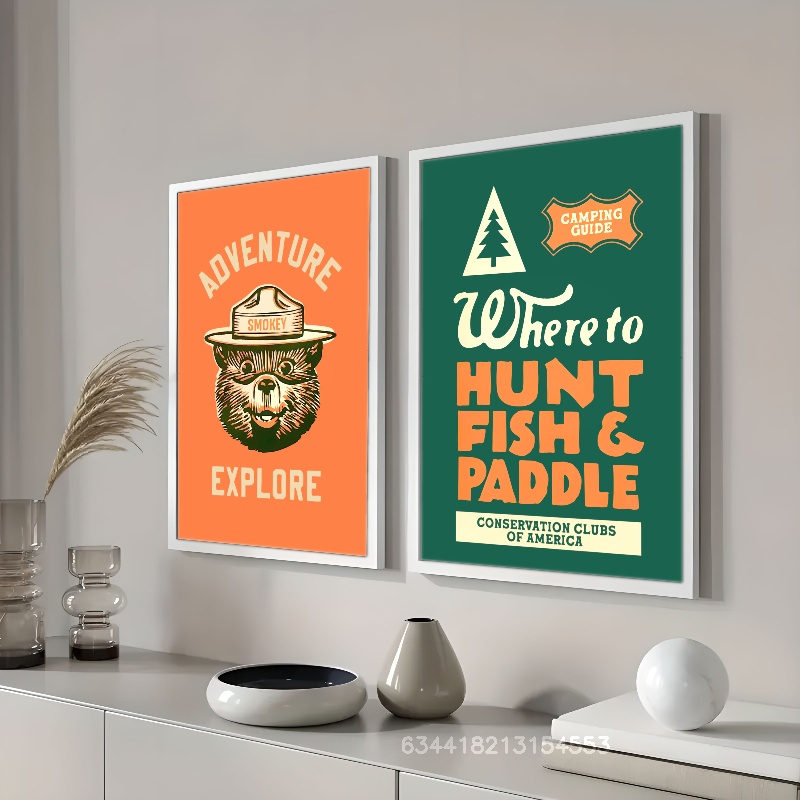 ADVENTURE
SMOKEY
EXPLORE
CAMPING
GUIDE
Where to
HUNT
FISH &
PADDLE
CONSERVATION CLUBS
OF AMERICA
634418213154553